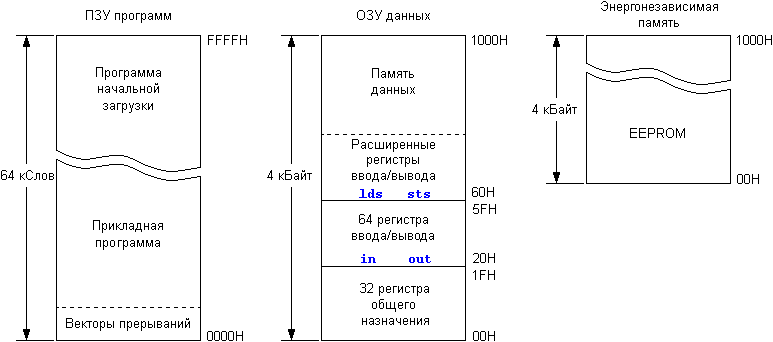 ПЗУ программ
FFFFH
Программа
начальной
загрузки
64 кСлов
Прикладная
программа
Векторы прерываний
0000H
ОЗУ данных
1000H
Память
данных
4 кБайт
Расширенные
регистры
ввода/вывода
lds sts
60H
5FH
64 регистра
ввода/вывода
in out
20H
1FH
32 регистра
общего
назначения
00H
Энергонезависимая
память
1000H
4 кБайт
EEPROM
00H